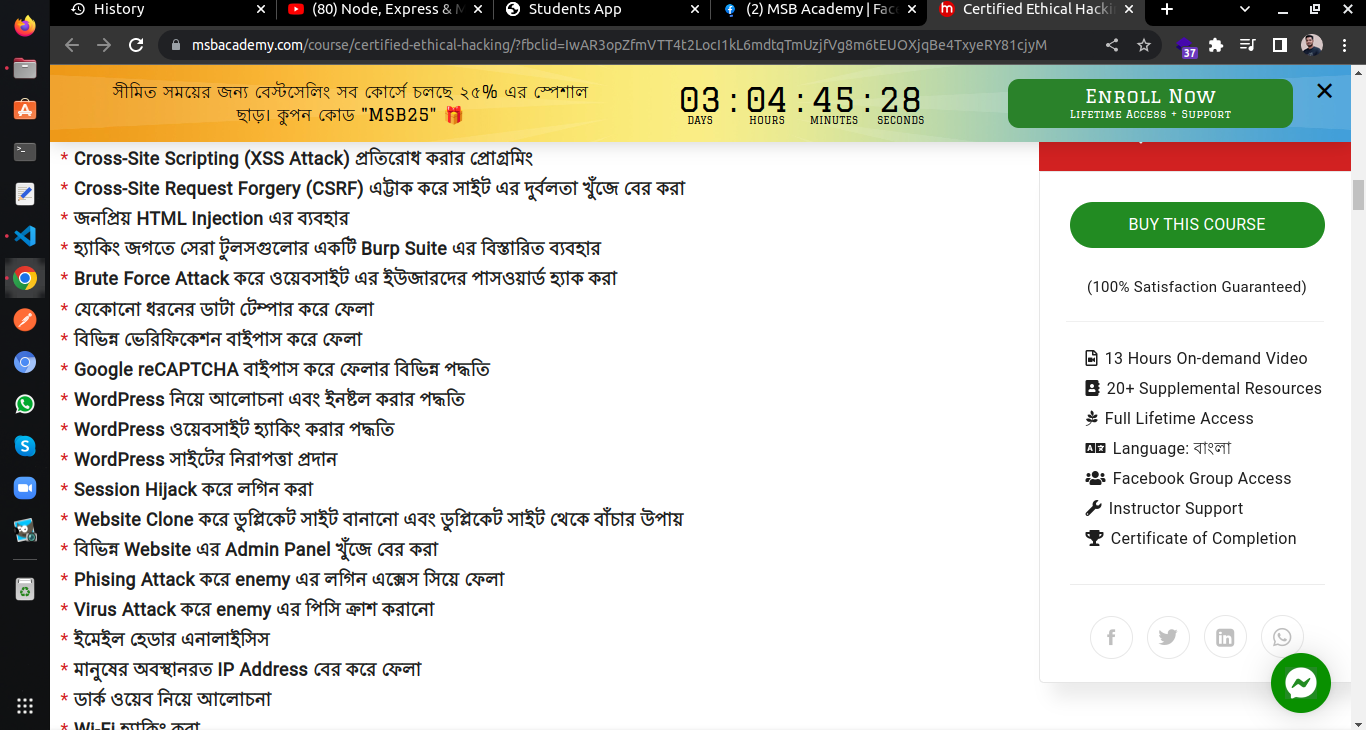 History
(80) Node, Express & M
Students App
(2) MSB Academy | Fac
Certified Ethical Hackin
msbacademy.com/course/certified-ethical-hacking/?fbclid=IwAR3opZfmVTT4t2LocI1kL6mdtqTmUzjfVg8m6tEUOXjqBe4TxyeRY81cjyM
37
সীমিত সময়ের জন্য বেস্টসেলিং সব কোর্সে চলছে ২৫% এর স্পেশাল
ছাড়। কুপন কোড "MSB25" 🎁
03 : 04 : 45 : 28
DAYS HOURS MINUTES SECONDS
ENROLL NOW
LIFETIME ACCESS + SUPPORT
* Cross-Site Scripting (XSS Attack) প্রতিরোধ করার প্রোগ্রমিং
* Cross-Site Request Forgery (CSRF) এট্টাক করে সাইট এর দুর্বলতা খুঁজে বের করা
* জনপ্রিয় HTML Injection এর ব্যবহার
* হ্যাকিং জগতে সেরা টুলসগুলোর একটি Burp Suite এর বিস্তারিত ব্যবহার
* Brute Force Attack করে ওয়েবসাইট এর ইউজারদের পাসওয়ার্ড হ্যাক করা
* যেকোনো ধরনের ডাটা টেম্পার করে ফেলা
* বিভিন্ন ভেরিফিকেশন বাইপাস করে ফেলা
* Google reCAPTCHA বাইপাস করে ফেলার বিভিন্ন পদ্ধতি
* WordPress নিয়ে আলোচনা এবং ইনষ্টল করার পদ্ধতি
* WordPress ওয়েবসাইট হ্যাকিং করার পদ্ধতি
* WordPress সাইটের নিরাপত্তা প্রদান
* Session Hijack করে লগিন করা
* Website Clone করে ডুপ্লিকেট সাইট বানানো এবং ডুপ্লিকেট সাইট থেকে বাঁচার উপায়
* বিভিন্ন Website এর Admin Panel খুঁজে বের করা
* Phising Attack করে enemy এর লগিন এক্সেস সিয়ে ফেলা
* Virus Attack করে enemy এর পিসি ক্রাশ করানো
* ইমেইল হেডার এনালাইসিস
* মানুষের অবস্থানরত IP Address বের করে ফেলা
* ডার্ক ওয়েব নিয়ে আলোচনা
* Wi-Fi হ্যাকিং করা
BUY THIS COURSE
(100% Satisfaction Guaranteed)
13 Hours On-demand Video
20+ Supplemental Resources
Full Lifetime Access
Language: বাংলা
Facebook Group Access
Instructor Support
Certificate of Completion